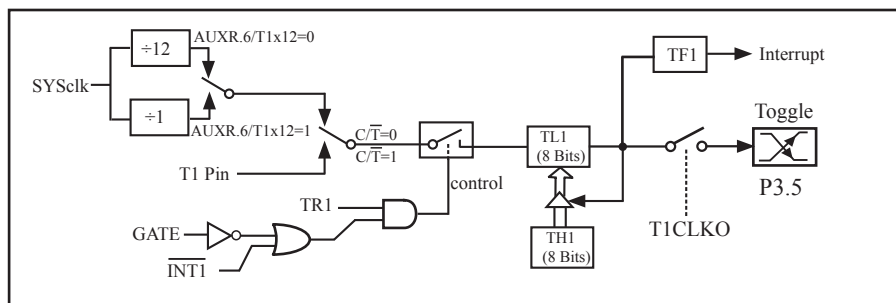 ÷12
AUXR.6/T1x12=0
SYSclk
÷1
AUXR.6/T1x12=1
T1 Pin
C/T̅=0
C/T̅=1
control
TR1
GATE
I̅N̅T̅1̅
TL1
(8 Bits)
TH1
(8 Bits)
TF1
Interrupt
Toggle
P3.5
T1CLKO